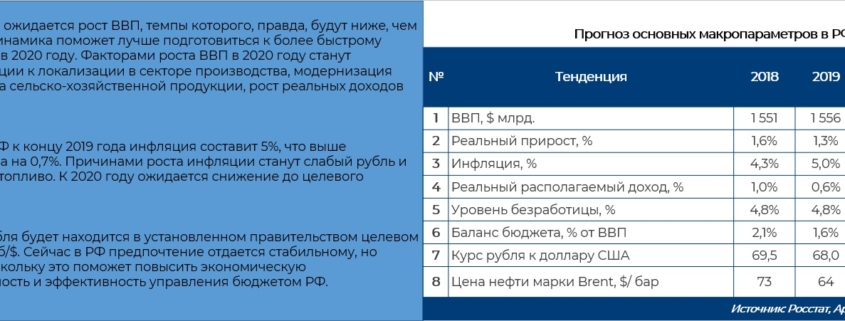 ожидается рост ВВП, темпы которого, правда, будут ниже, чем
динамика поможет лучше подготовиться к более быстрому
в 2020 году. Факторами роста ВВП в 2020 году станут
ции к локализации в секторе производства, модернизация
а сельско-хозяйственной продукции, рост реальных доходов
Ф к концу 2019 года инфляция составит 5%, что выше
а на 0,7%. Причинами роста инфляции станут слабый рубль и
топливо. К 2020 году ожидается снижение до целевого
бля будет находится в установленном правительством целевом
б/$. Сейчас в РФ предпочтение отдается стабильному, но
скольку это поможет повысить экономическую
ность и эффективность управления бюджетом РФ.
Прогноз основных макропараметров в РФ
№ Тенденция 2018 2019
1 ВВП, $ млрд. 1 551 1 556
2 Реальный прирост, % 1,6% 1,3%
3 Инфляция, % 4,3% 5,0%
4 Реальный располагаемый доход, % 1,0% 0,6%
5 Уровень безработицы, % 4,8% 4,8%
6 Баланс бюджета, % от ВВП 2,1% 1,6%
7 Курс рубля к доллару США 69,5 68,0
8 Цена нефти марки Brent, $/ бар 73 64
Источник: Росстат, Ар